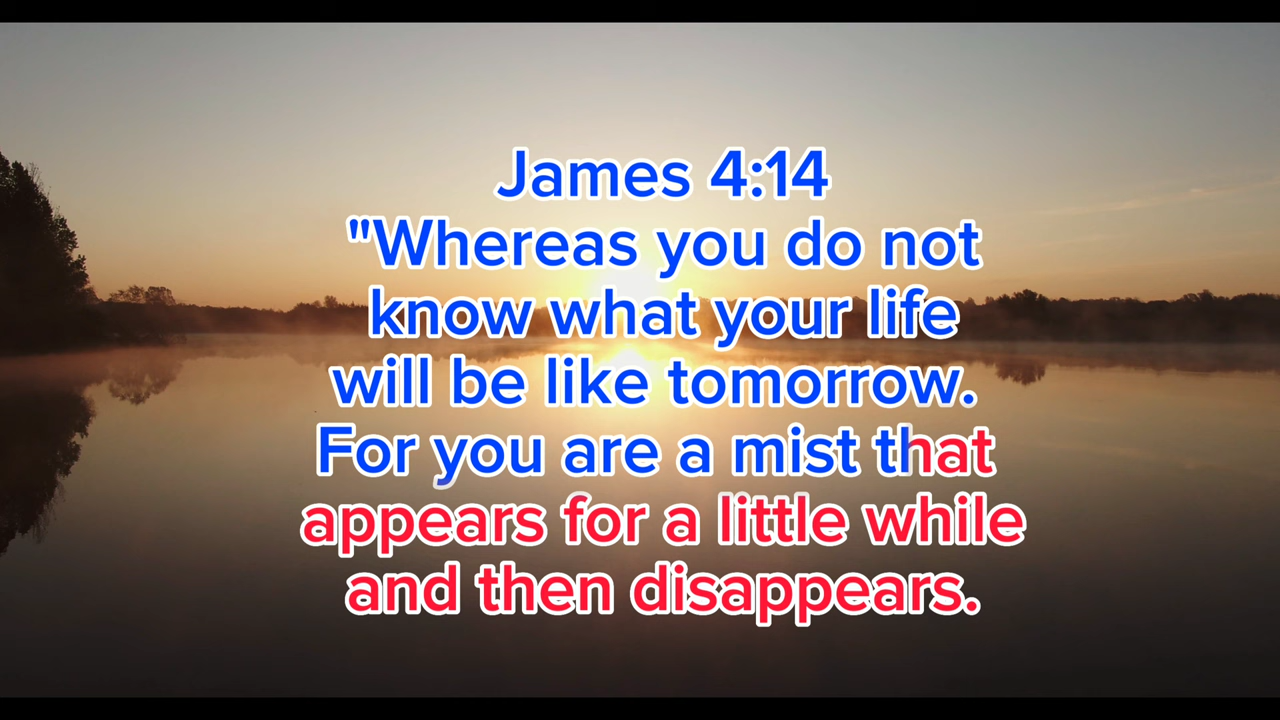 James 4:14
"Whereas you do not
know what your life
will be like tomorrow.
For you are a mist that
appears for a little while
and then disappears.